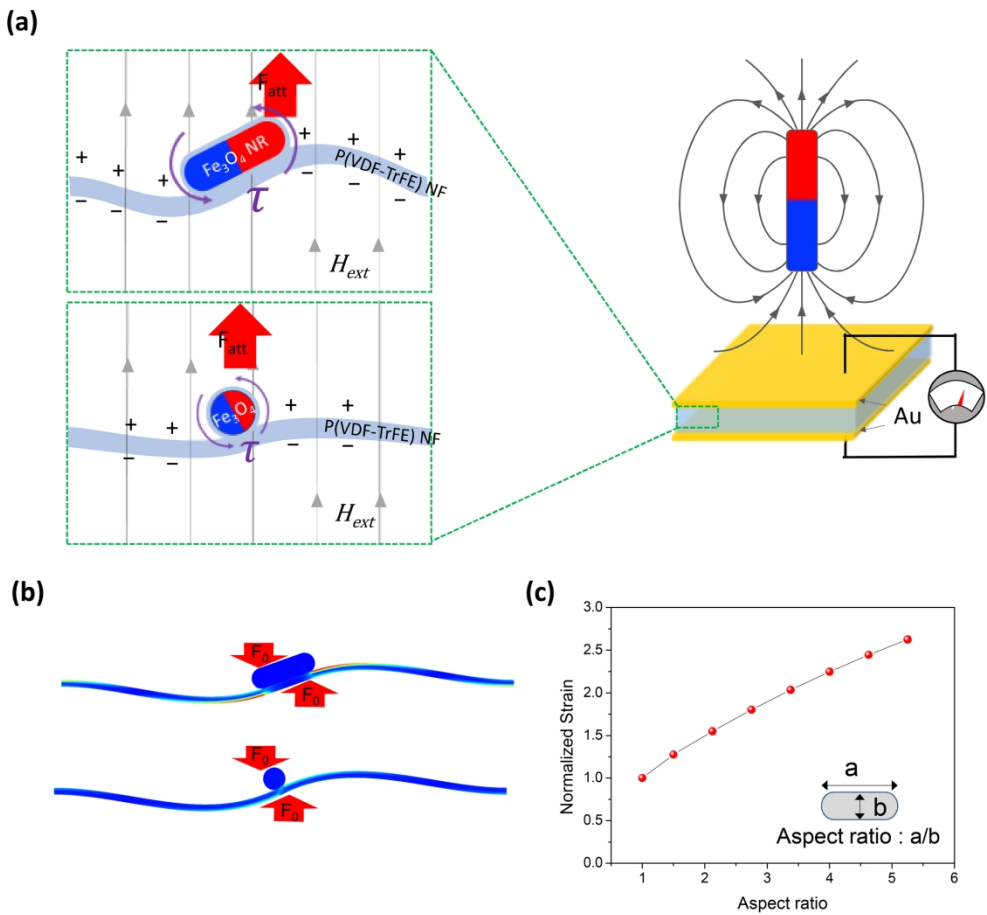 (a)
F_att
+ + + + + +
− − − − − −
Fe₃O₄ NR
P(VDF-TrFE) NF
τ
H_ext
F_att
+ + + +
− − − −
Fe₃O₄
P(VDF-TrFE) NF
τ
H_ext
Au
(b)
F₀
F₀
F₀
F₀
(c)
3.0
2.5
2.0
1.5
1.0
0.5
0.0
Normalized Strain
a
b
Aspect ratio : a/b
1 2 3 4 5 6
Aspect ratio